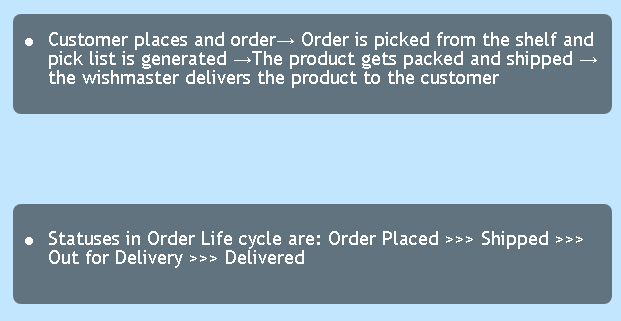 • Customer places and order→ Order is picked from the shelf and
pick list is generated →The product gets packed and shipped →
the wishmaster delivers the product to the customer
• Statuses in Order Life cycle are: Order Placed >>> Shipped >>>
Out for Delivery >>> Delivered